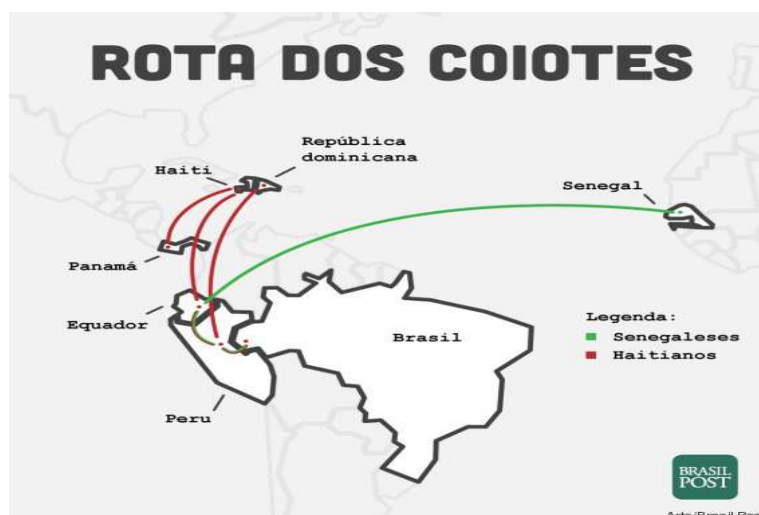 ROTA DOS COIOTES
República
dominicana
Haiti
Senegal
Panamá
Equador
Brasil
Legenda:
Senegaleses
Haitianos
Peru
BRASIL
POST